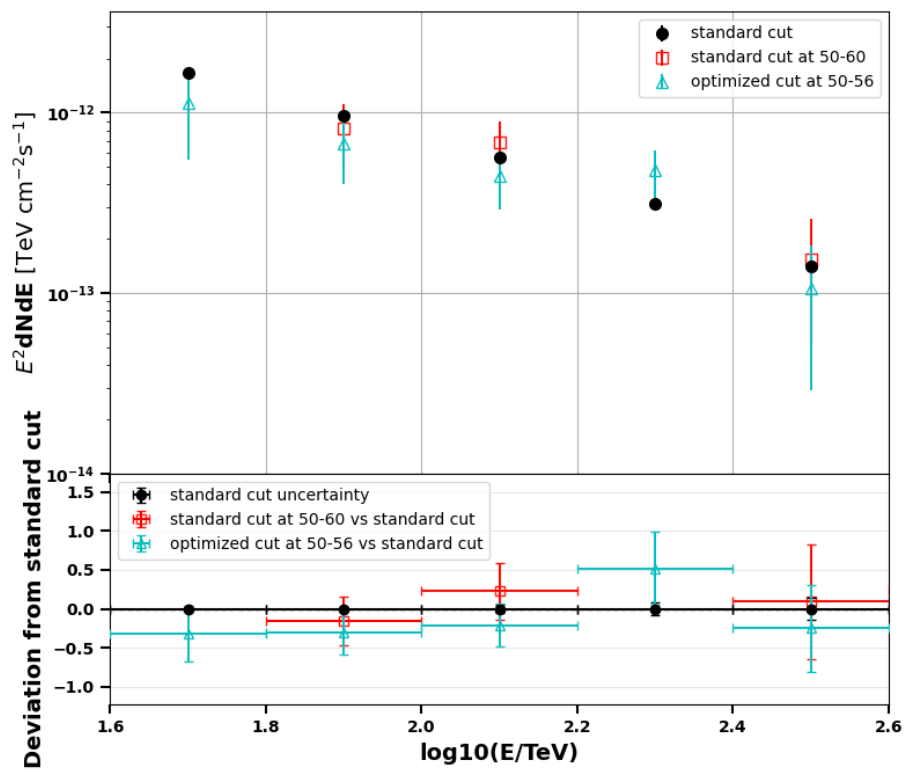 standard cut
standard cut at 50-60
optimized cut at 50-56
10⁻¹²
10⁻¹³
10⁻¹⁴
E²dNdE [TeV cm⁻²s⁻¹]
standard cut uncertainty
standard cut at 50-60 vs standard cut
optimized cut at 50-56 vs standard cut
1.5
1.0
0.5
0.0
−0.5
−1.0
Deviation from standard cut
1.6 1.8 2.0 2.2 2.4 2.6
log10(E/TeV)